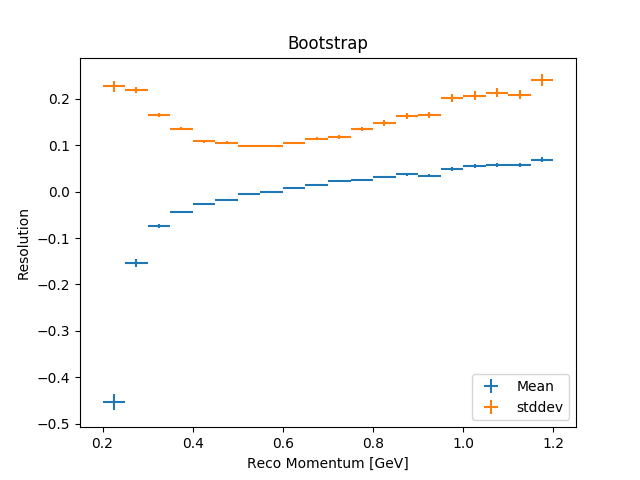 Bootstrap
0.2
0.1
0.0
−0.1
−0.2
−0.3
−0.4
−0.5
Resolution
Mean
stddev
0.2 0.4 0.6 0.8 1.0 1.2
Reco Momentum [GeV]